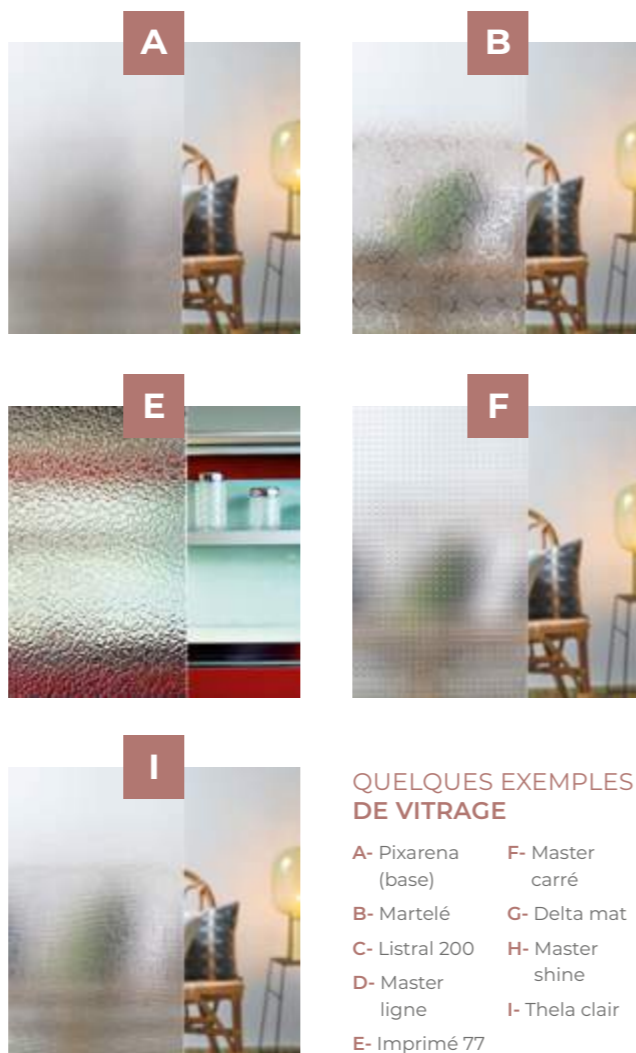 A
B
E
F
I
QUELQUES EXEMPLES
DE VITRAGE
A- Pixarena
(base)
B- Martelé
C- Listral 200
D- Master
ligne
E- Imprimé 77
F- Master
carré
G- Delta mat
H- Master
shine
I- Thela clair